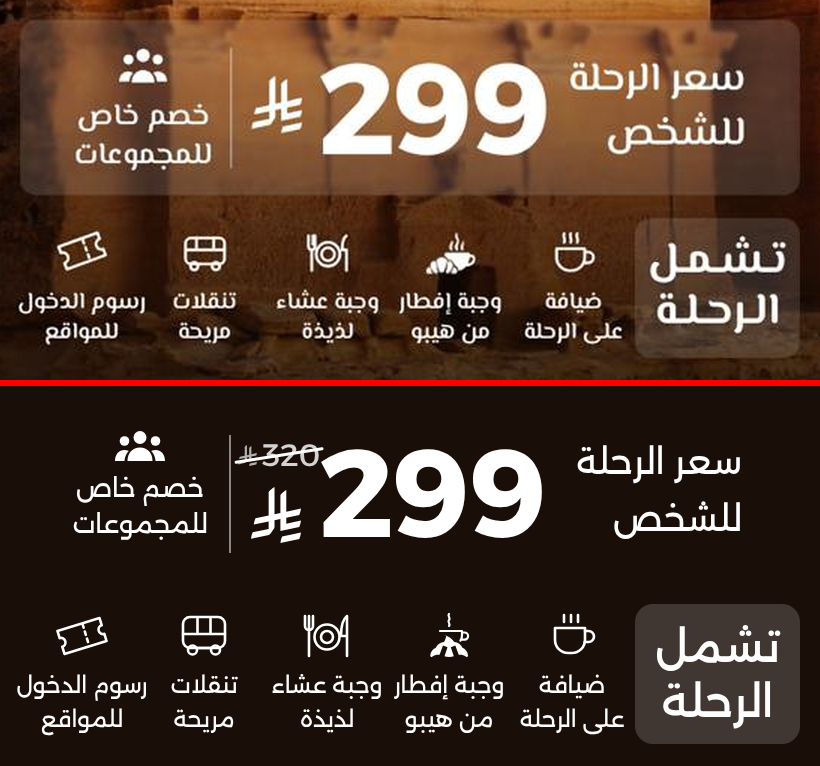 سعر الرحلة
للشخص
299
خصم خاص
للمجموعات
تشمل
الرحلة
ضيافة
على الرحلة
وجبة إفطار
من هيبو
وجبة عشاء
لذيذة
تنقلات
مريحة
رسوم الدخول
للمواقع
سعر الرحلة
للشخص
299
320
خصم خاص
للمجموعات
تشمل
الرحلة
ضيافة
على الرحلة
وجبة إفطار
من هيبو
وجبة عشاء
لذيذة
تنقلات
مريحة
رسوم الدخول
للمواقع